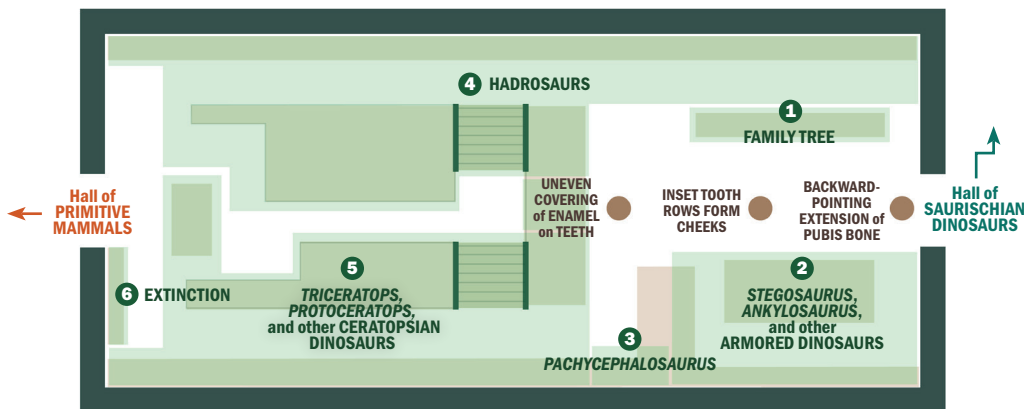 4 HADROSAURS
1
FAMILY TREE
Hall of
PRIMITIVE
MAMMALS
UNEVEN
COVERING
of ENAMEL
on TEETH
INSET TOOTH
ROWS FORM
CHEEKS
BACKWARD-
POINTING
EXTENSION of
PUBIS BONE
Hall of
SAURISCHIAN
DINOSAURS
6 EXTINCTION
5
TRICERATOPS,
PROTOCERATOPS,
and other CERATOPSIAN
DINOSAURS
2
STEGOSAURUS,
ANKYLOSAURUS,
and other
ARMORED DINOSAURS
3
PACHYCEPHALOSAURUS